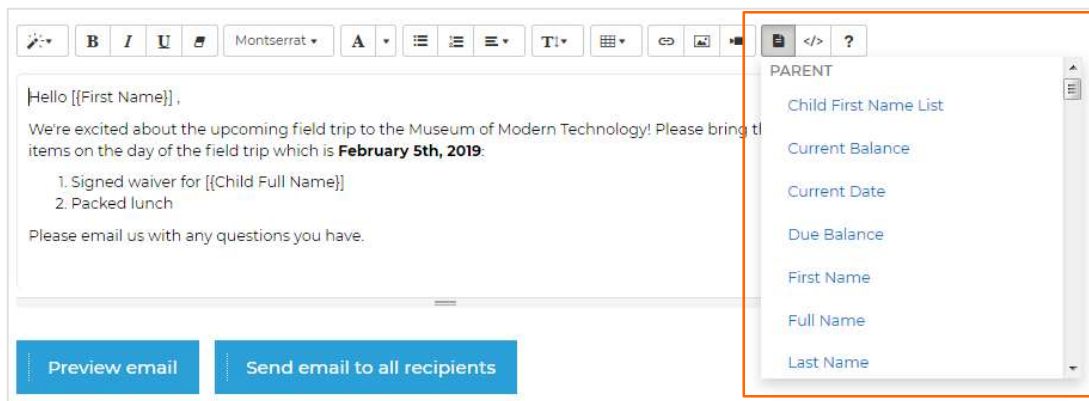 B I U Montserrat A T </> ?
Hello [{First Name}] ,
We're excited about the upcoming field trip to the Museum of Modern Technology! Please bring
items on the day of the field trip which is February 5th, 2019:
1. Signed waiver for [{Child Full Name}]
2. Packed lunch
Please email us with any questions you have.
PARENT
Child First Name List
Current Balance
Current Date
Due Balance
First Name
Full Name
Last Name
Preview email
Send email to all recipients